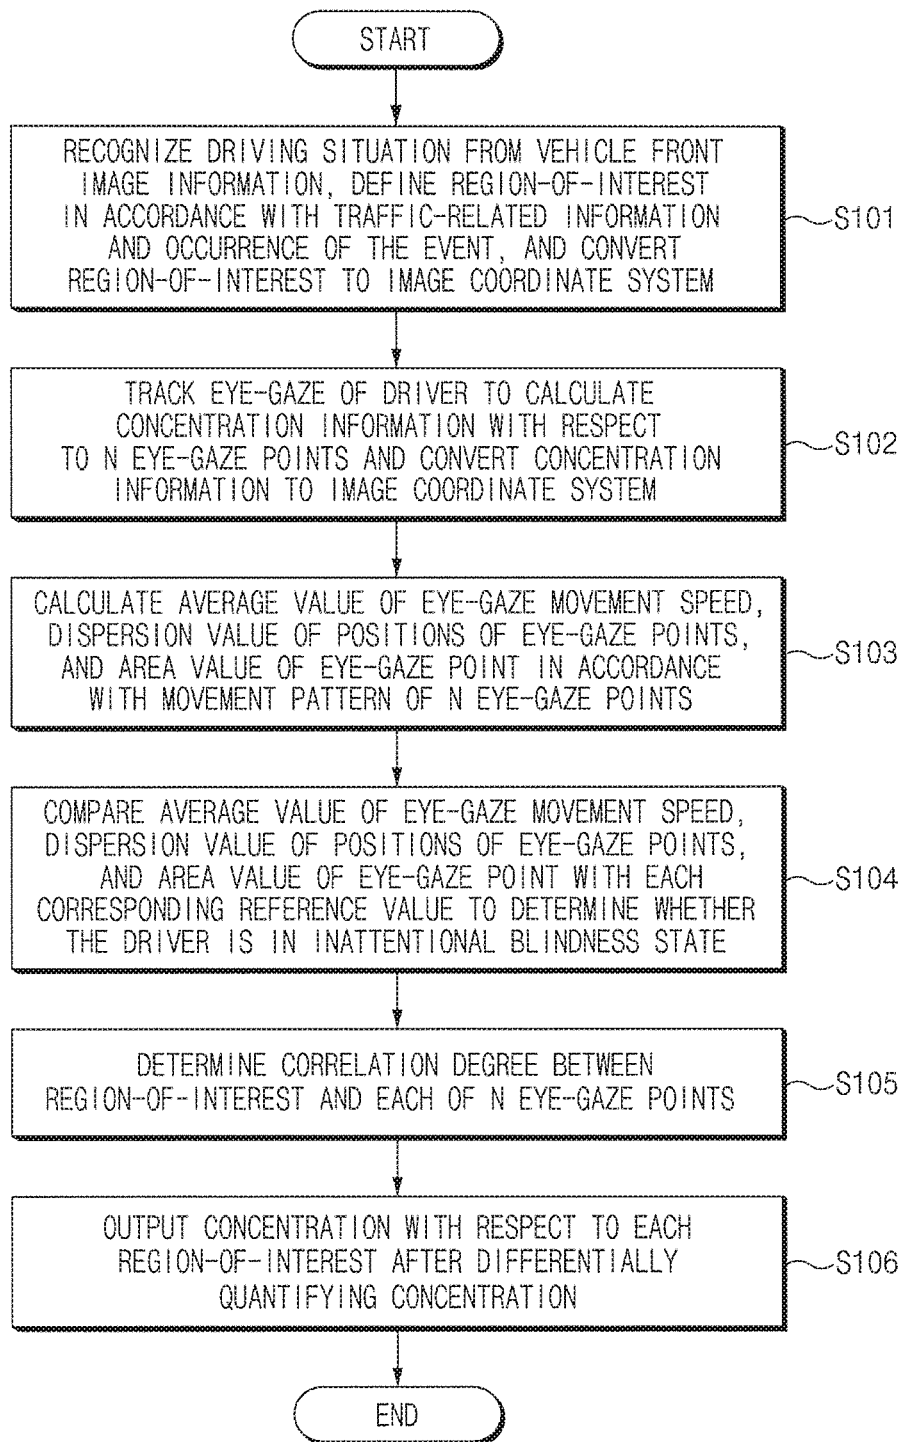 START
RECOGNIZE DRIVING SITUATION FROM VEHICLE FRONT
IMAGE INFORMATION, DEFINE REGION-OF-INTEREST
IN ACCORDANCE WITH TRAFFIC-RELATED INFORMATION
AND OCCURRENCE OF THE EVENT, AND CONVERT
REGION-OF-INTEREST TO IMAGE COORDINATE SYSTEM
S101
TRACK EYE-GAZE OF DRIVER TO CALCULATE
CONCENTRATION INFORMATION WITH RESPECT
TO N EYE-GAZE POINTS AND CONVERT CONCENTRATION
INFORMATION TO IMAGE COORDINATE SYSTEM
S102
CALCULATE AVERAGE VALUE OF EYE-GAZE MOVEMENT SPEED,
DISPERSION VALUE OF POSITIONS OF EYE-GAZE POINTS,
AND AREA VALUE OF EYE-GAZE POINT IN ACCORDANCE
WITH MOVEMENT PATTERN OF N EYE-GAZE POINTS
S103
COMPARE AVERAGE VALUE OF EYE-GAZE MOVEMENT SPEED,
DISPERSION VALUE OF POSITIONS OF EYE-GAZE POINTS,
AND AREA VALUE OF EYE-GAZE POINT WITH EACH
CORRESPONDING REFERENCE VALUE TO DETERMINE WHETHER
THE DRIVER IS IN INATTENTIONAL BLINDNESS STATE
S104
DETERMINE CORRELATION DEGREE BETWEEN
REGION-OF-INTEREST AND EACH OF N EYE-GAZE POINTS
S105
OUTPUT CONCENTRATION WITH RESPECT TO EACH
REGION-OF-INTEREST AFTER DIFFERENTIALLY
QUANTIFYING CONCENTRATION
S106
END